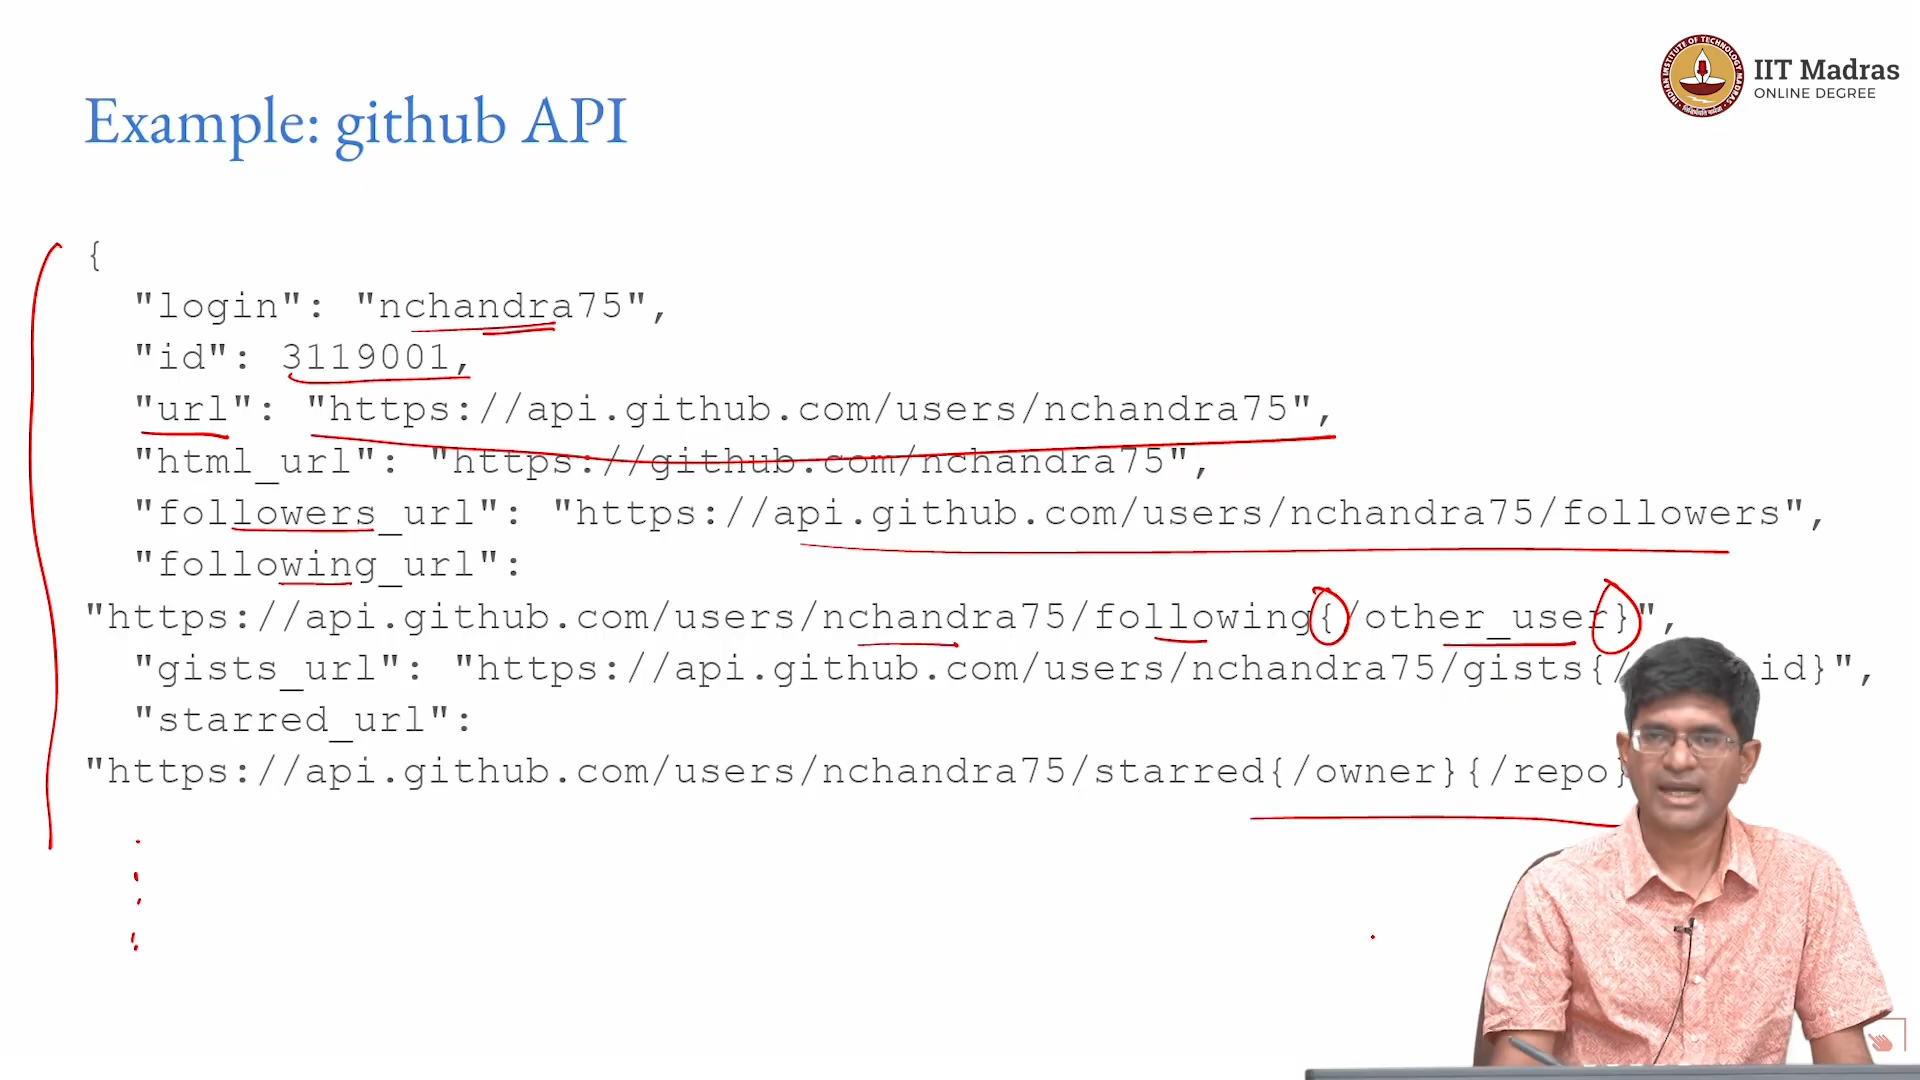 IIT Madras
ONLINE DEGREE
Example: github API
{
"login": "nchandra75",
"id": 3119001,
"url": "https://api.github.com/users/nchandra75",
"html_url": "https://github.com/nchandra75",
"followers_url": "https://api.github.com/users/nchandra75/followers",
"following_url":
"https://api.github.com/users/nchandra75/following{/other_user}",
"gists_url": "https://api.github.com/users/nchandra75/gists{/ id}",
"starred_url":
"https://api.github.com/users/nchandra75/starred{/owner}{/repo}